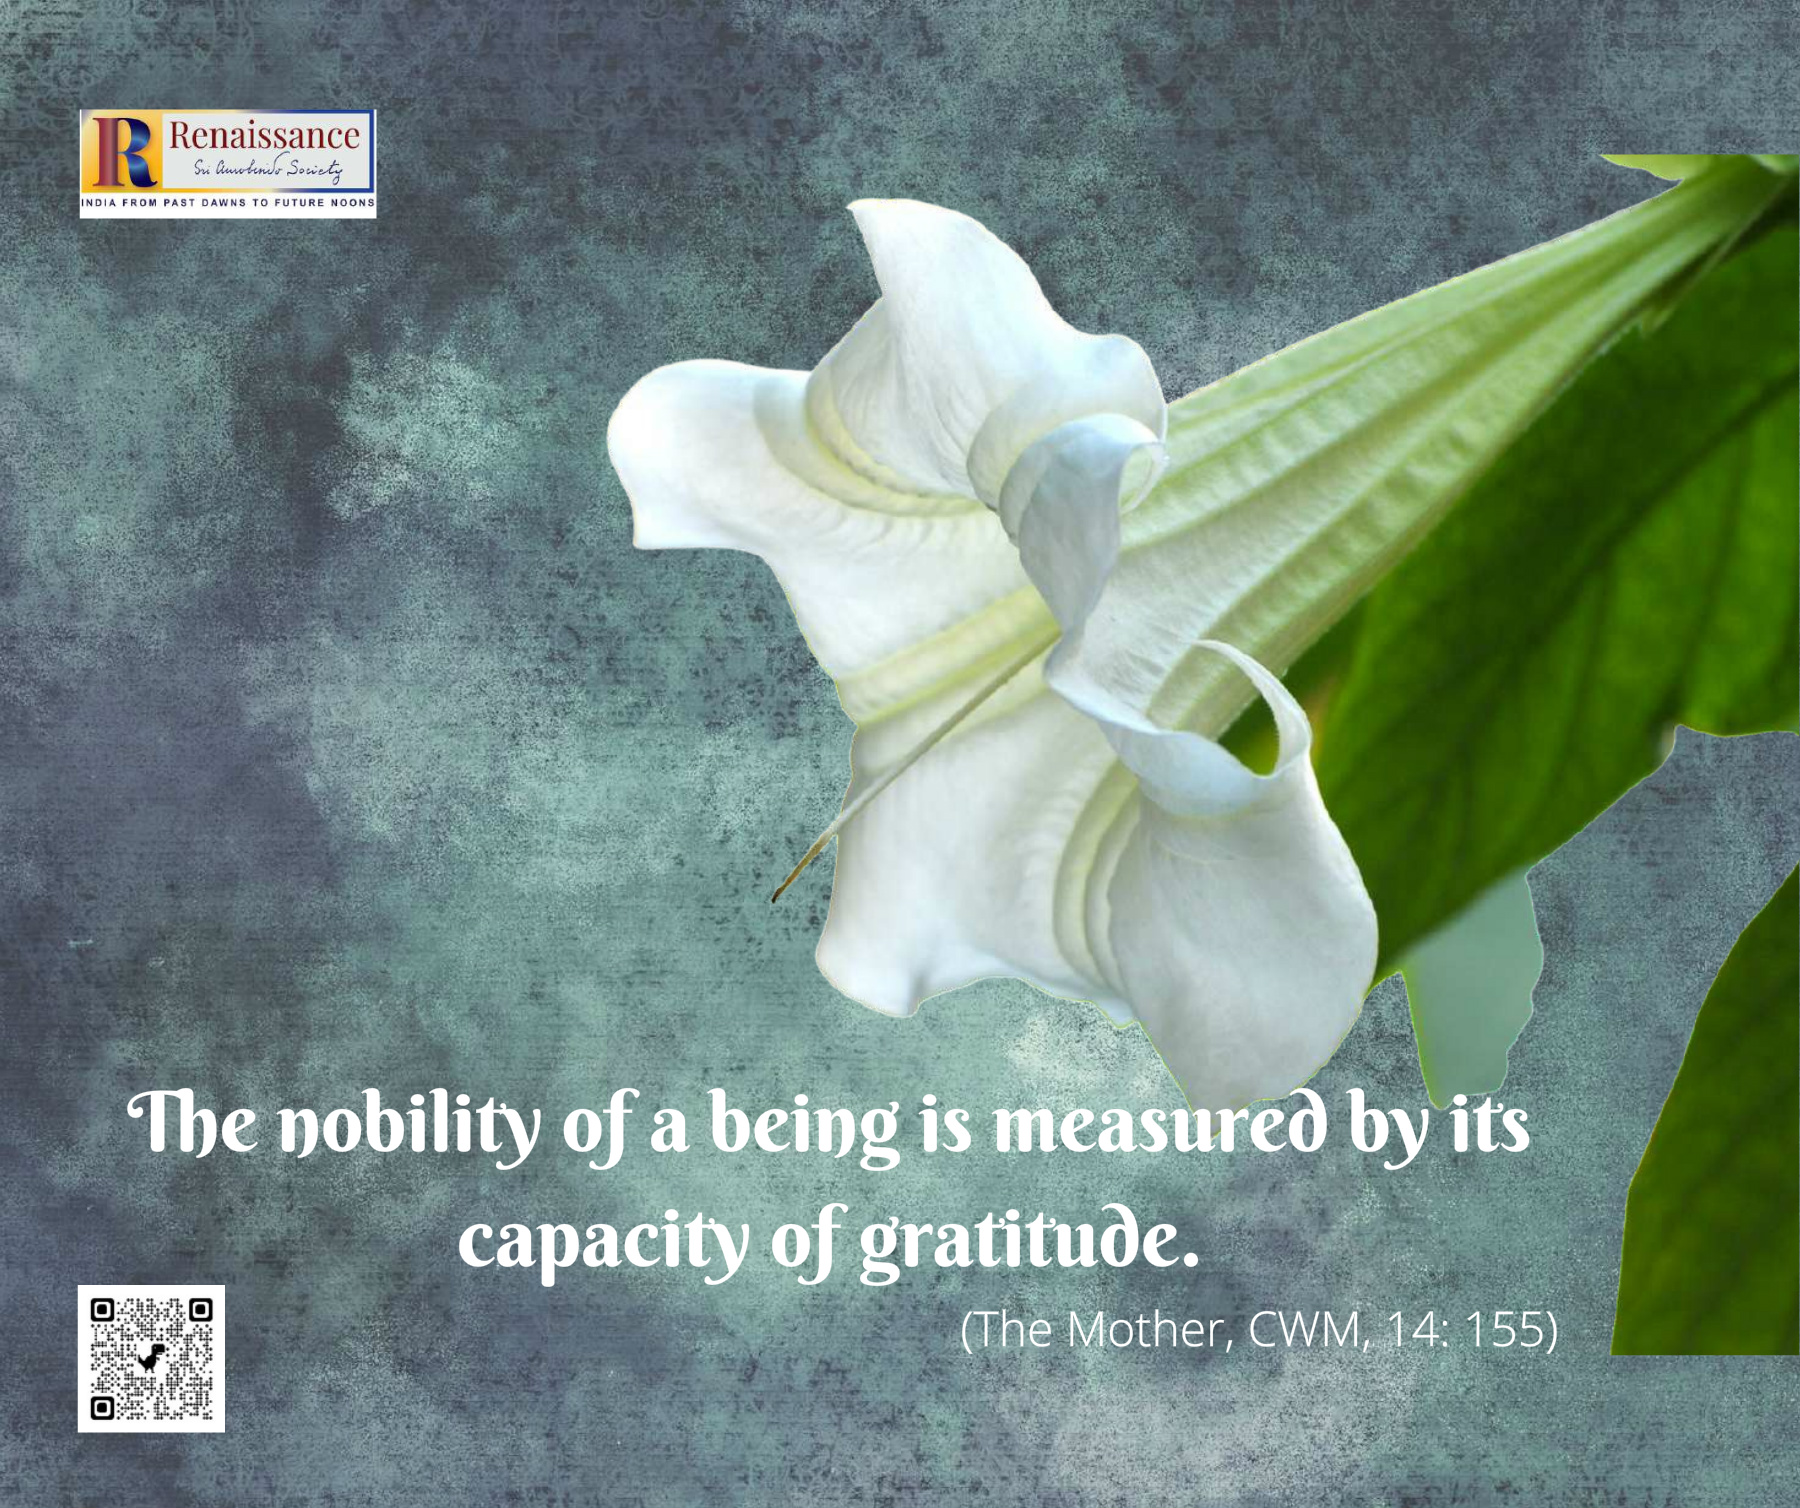 Renaissance
Sri Aurobindo Society
INDIA FROM PAST DAWNS TO FUTURE NOONS
The nobility of a being is measured by its
capacity of gratitude.
(The Mother, CWM, 14: 155)